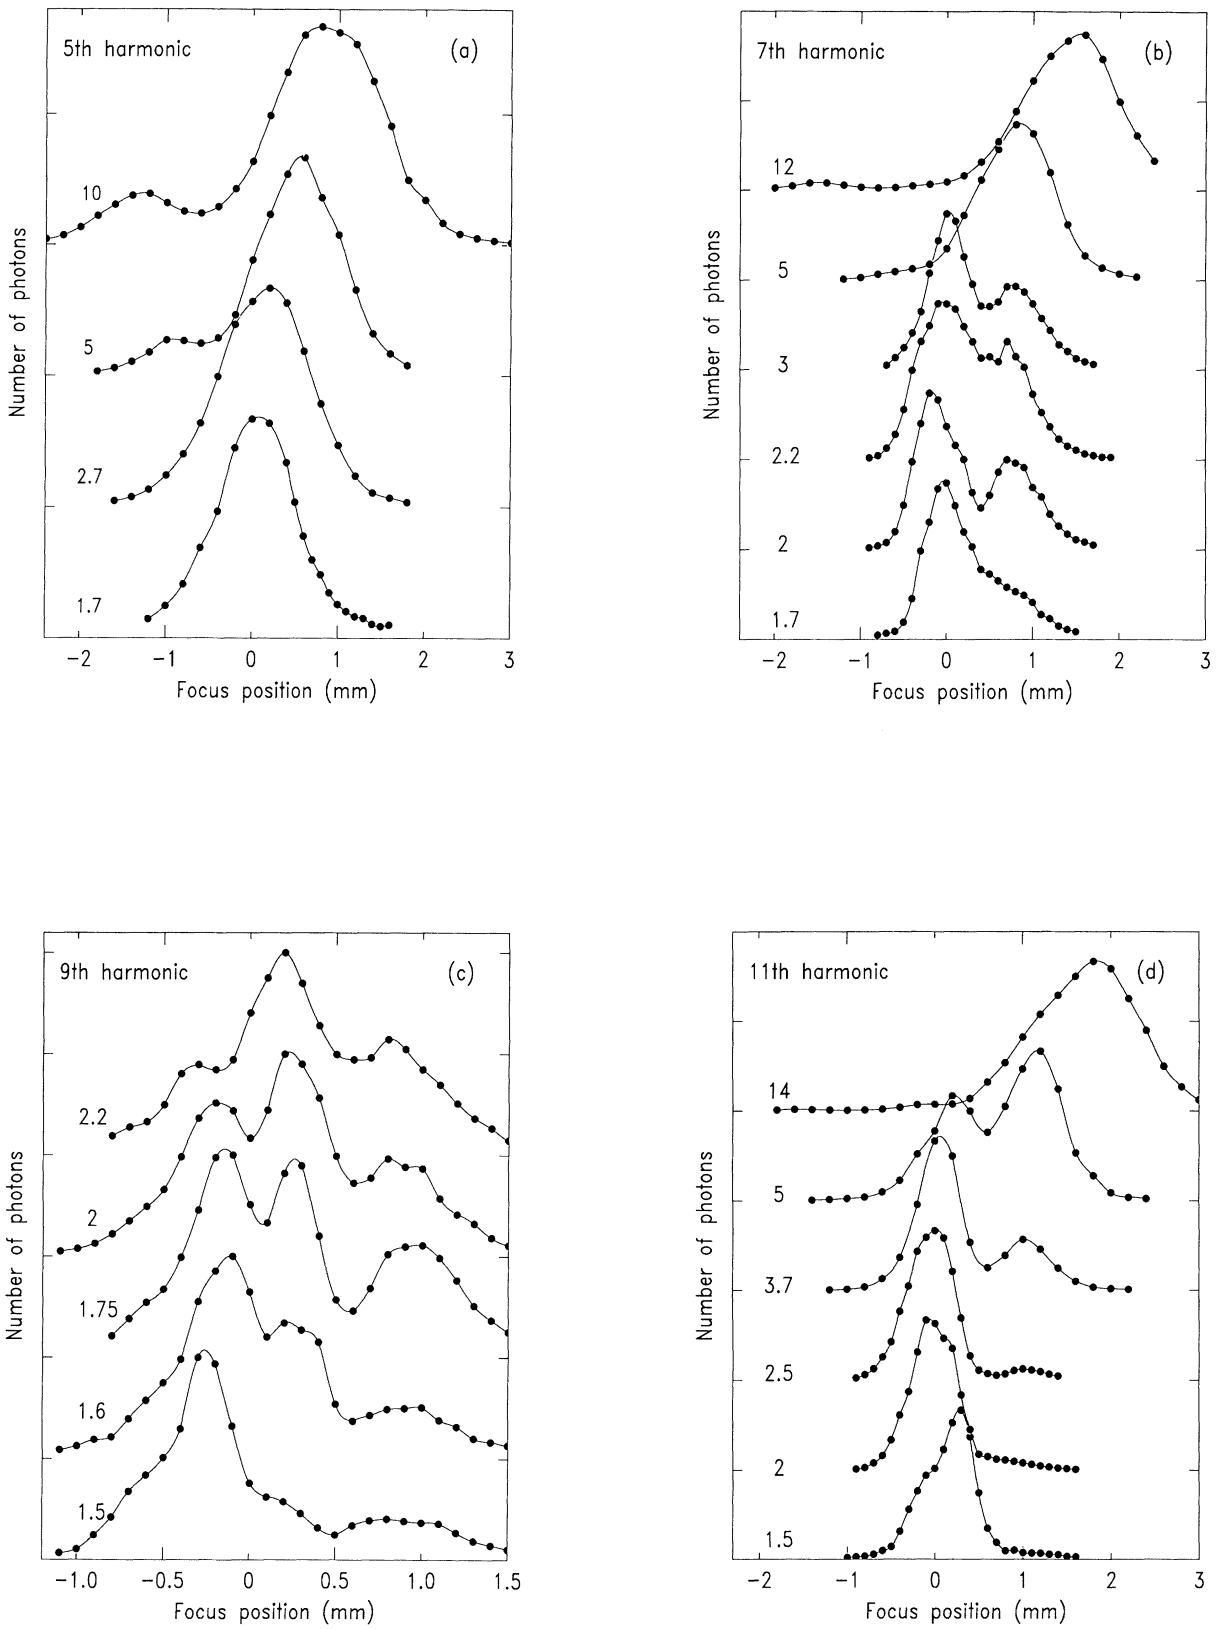 5th harmonic (a)
10
5
2.7
1.7
Number of photons
−2 −1 0 1 2 3
Focus position (mm)
7th harmonic (b)
12
5
3
2.2
2
1.7
Number of photons
−2 −1 0 1 2 3
Focus position (mm)
9th harmonic (c)
2.2
2
1.75
1.6
1.5
Number of photons
−1.0 −0.5 0 0.5 1.0 1.5
Focus position (mm)
11th harmonic (d)
14
5
3.7
2.5
2
1.5
Number of photons
−2 −1 0 1 2 3
Focus position (mm)